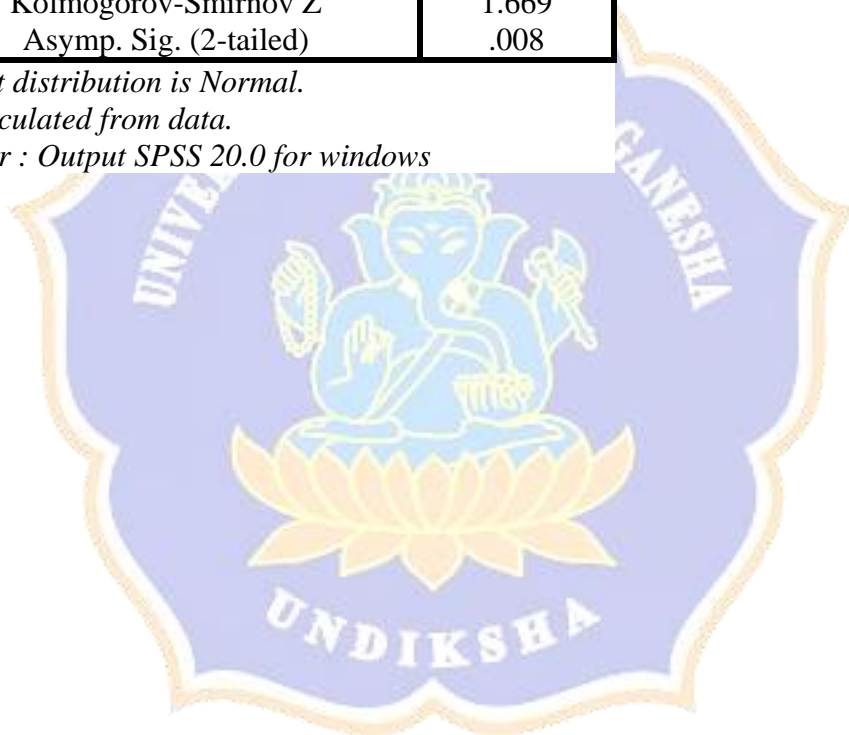 Kolmogorov-Smirnov Z 1.669
Asymp. Sig. (2-tailed) .008
distribution is Normal.
from data.
: Output SPSS 20.0 for windows
GANESHA
UNDIKSHA